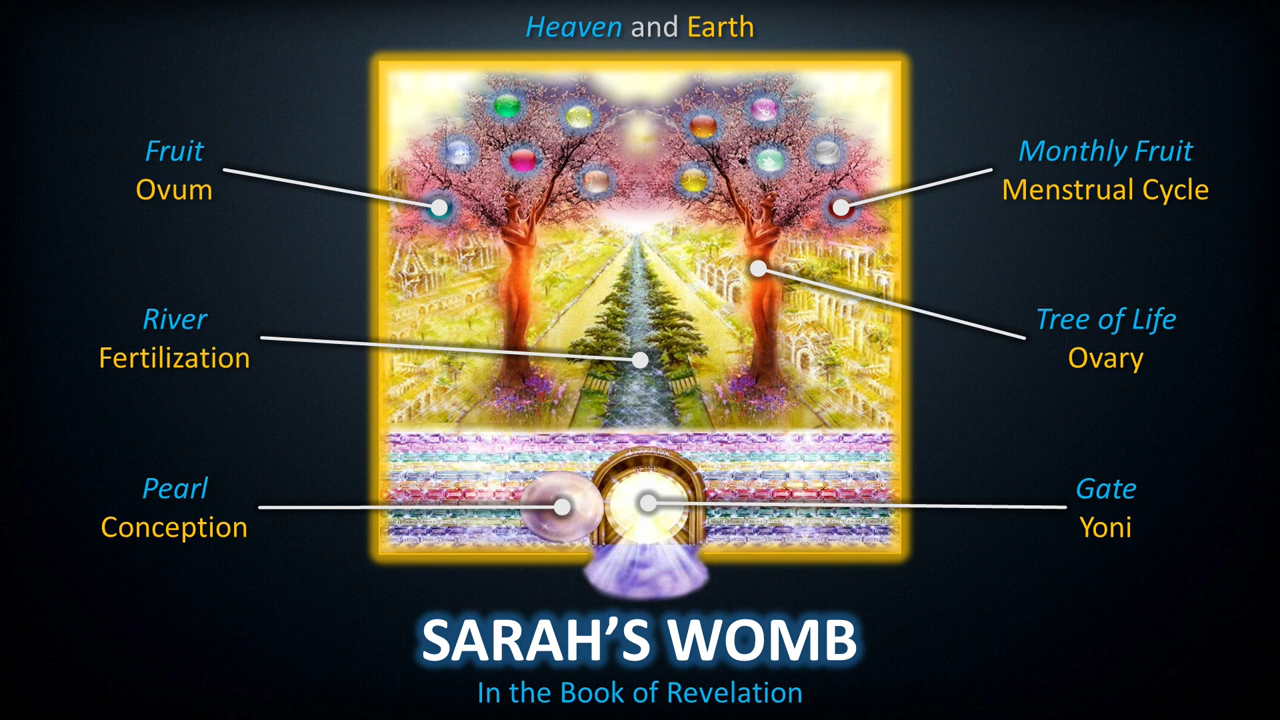 Heaven and Earth
Fruit
Ovum
Monthly Fruit
Menstrual Cycle
River
Fertilization
Tree of Life
Ovary
Pearl
Conception
Gate
Yoni
SARAH'S WOMB
In the Book of Revelation